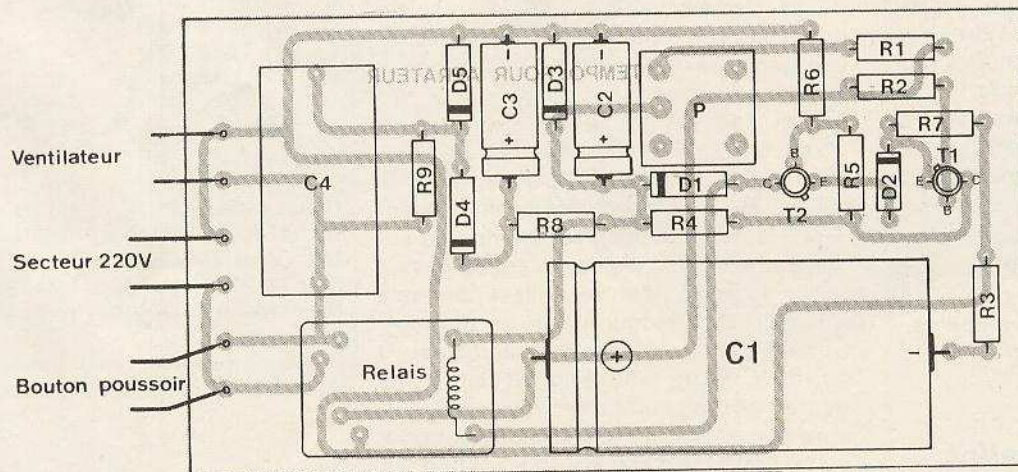 D5
C3
D3
C2
P
R6
R1
R2
R7
Ventilateur
C4
R9
D4
R5
D2
T1
B
C
E
E
C
B
D1
T2
R8
R4
Secteur 220V
R3
Relais
C1
Bouton poussoir
+
+
+
-
-
-